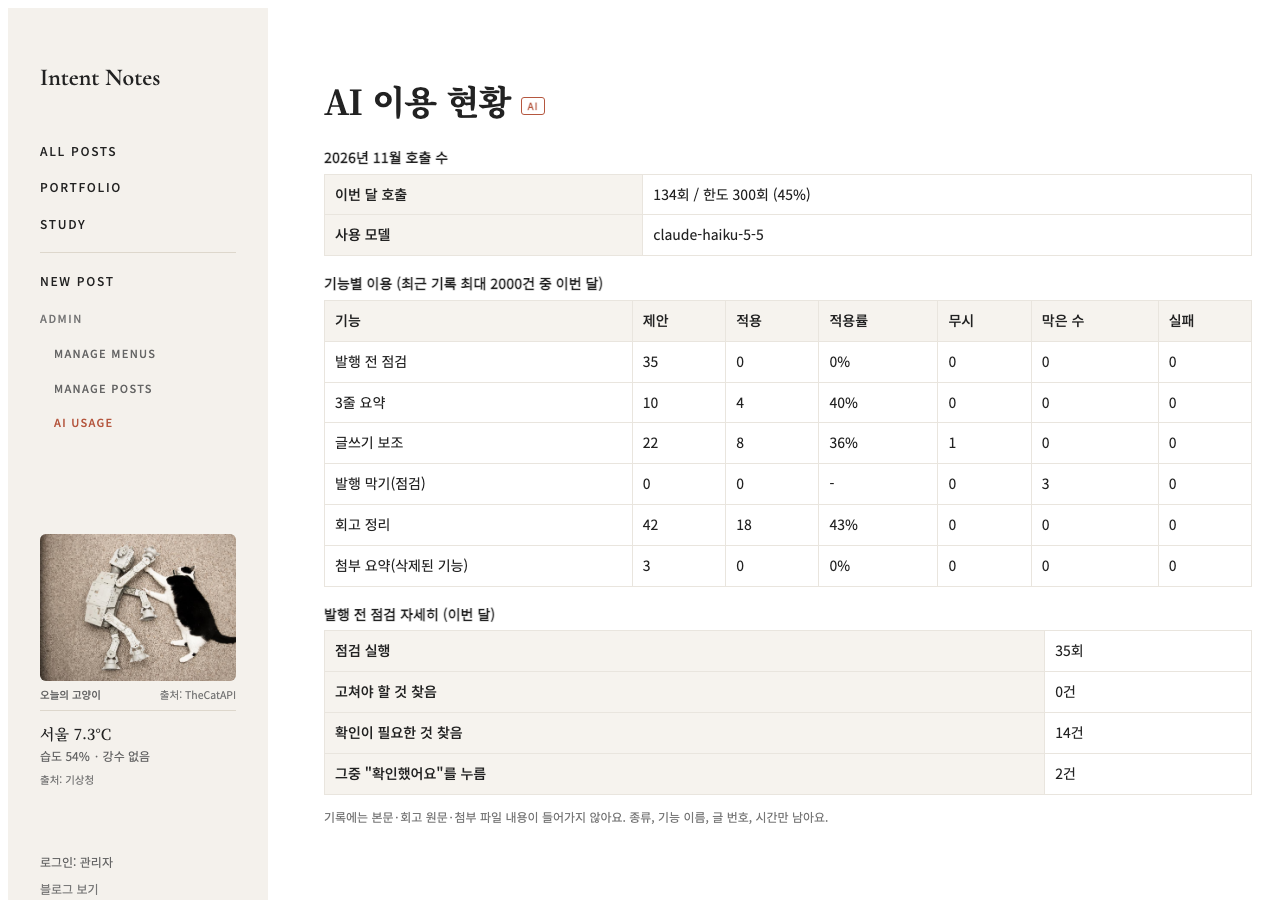 Intent Notes
ALL POSTS
PORTFOLIO
STUDY
NEW POST
ADMIN
MANAGE MENUS
MANAGE POSTS
AI USAGE
오늘의 고양이 출처: TheCatAPI
서울 7.3°C
습도 54% · 강수 없음
출처: 기상청
로그인: 관리자
블로그 보기
AI 이용 현황 AI
2026년 11월 호출 수
이번 달 호출 134회 / 한도 300회 (45%)
사용 모델 claude-haiku-5-5
기능별 이용 (최근 기록 최대 2000건 중 이번 달)
기능 제안 적용 적용률 무시 막은 수 실패
발행 전 점검 35 0 0% 0 0 0
3줄 요약 10 4 40% 0 0 0
글쓰기 보조 22 8 36% 1 0 0
발행 막기(점검) 0 0 - 0 3 0
회고 정리 42 18 43% 0 0 0
첨부 요약(삭제된 기능) 3 0 0% 0 0 0
발행 전 점검 자세히 (이번 달)
점검 실행 35회
고쳐야 할 것 찾음 0건
확인이 필요한 것 찾음 14건
그중 "확인했어요"를 누름 2건
기록에는 본문·회고 원문·첨부 파일 내용이 들어가지 않아요. 종류, 기능 이름, 글 번호, 시간만 남아요.